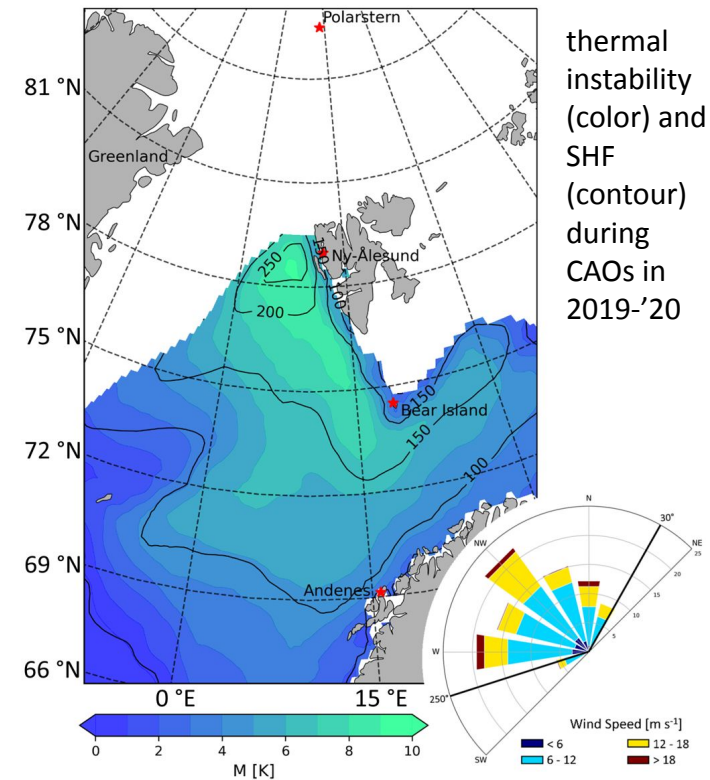 Polarstern
81 °N
Greenland
78 °N
250
150
Ny-Ålesund
100
200
75 °N
150
Bear Island
150
72 °N
100
69 °N
Andenes
66 °N
0 °E
15 °E
0
2
4
6
8
10
M [K]
thermal
instability
(color) and
SHF
(contour)
during
CAOs in
2019-’20
N
30°
NW
NE
25
20
15
10
5
W
250°
SW
Wind Speed [m s⁻¹]
< 6
12 - 18
6 - 12
> 18